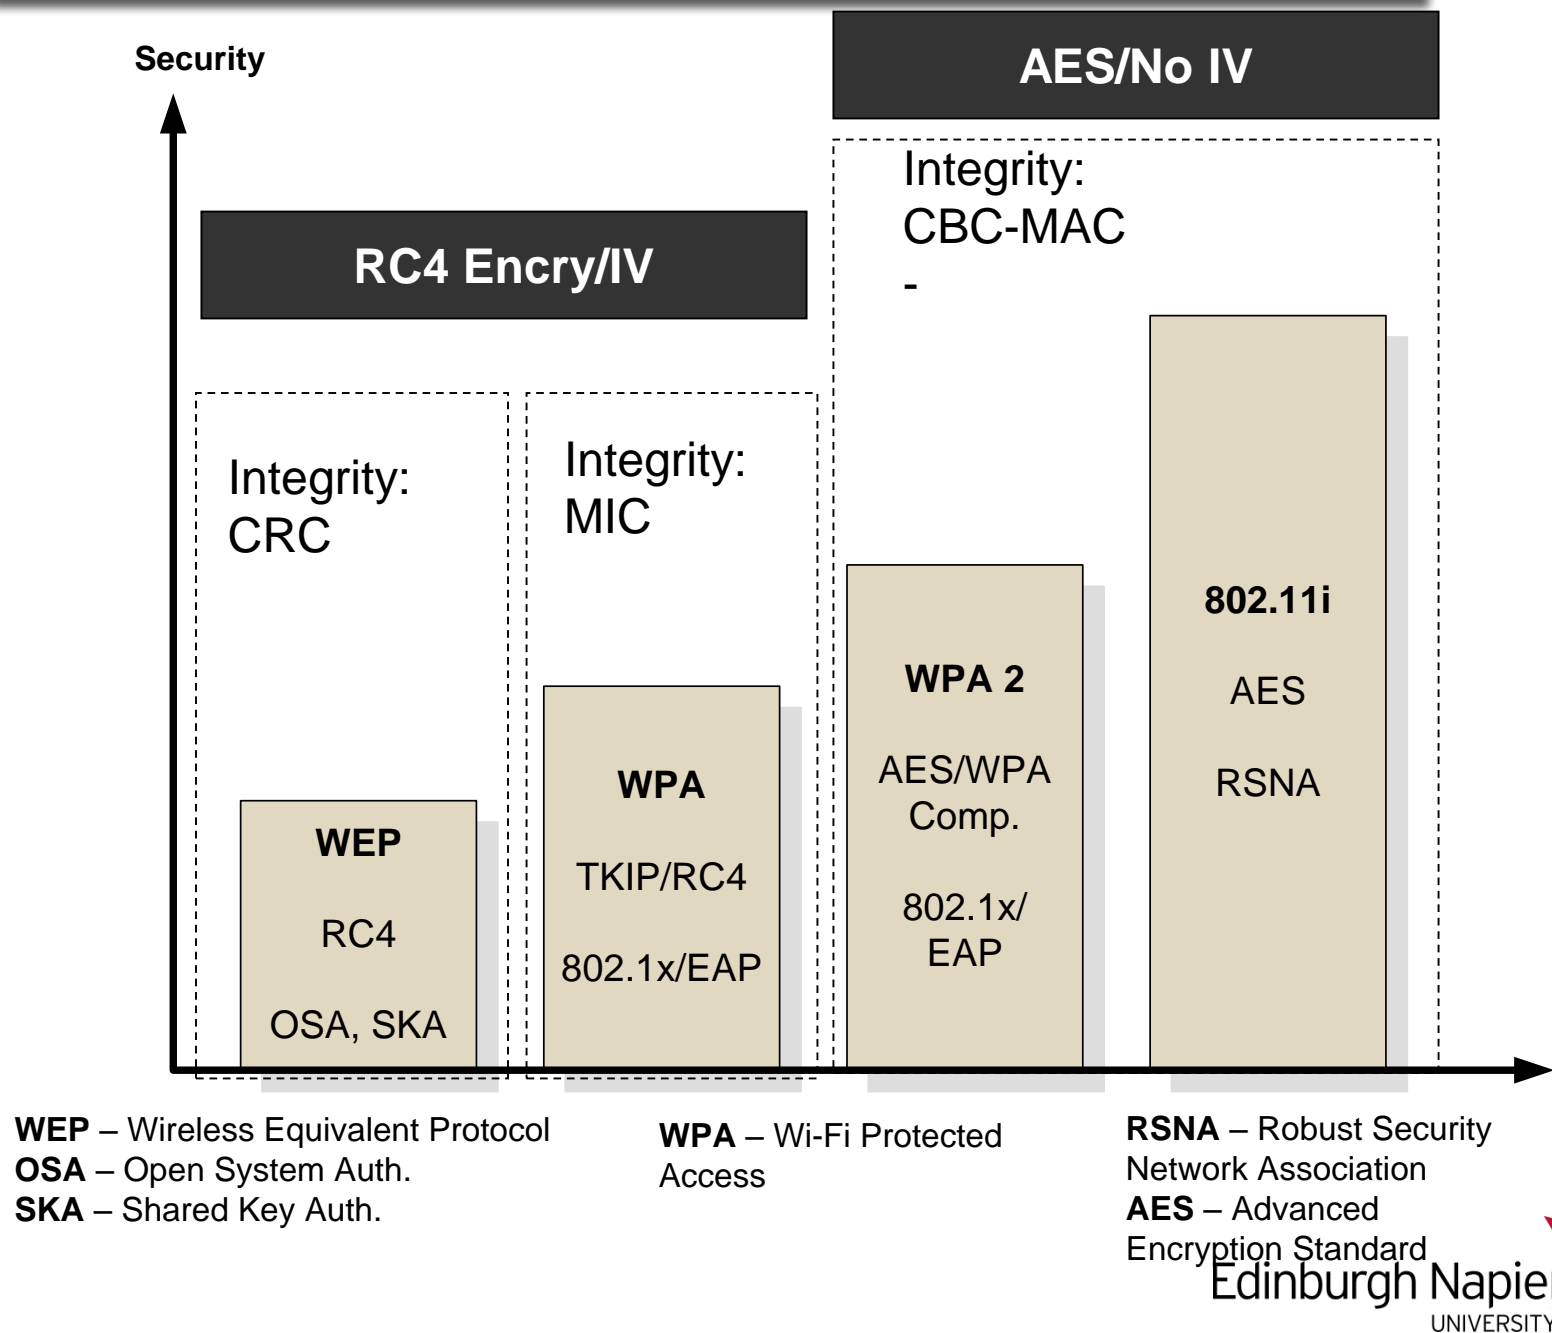 Security
AES/No IV
RC4 Encry/IV
Integrity:
CBC-MAC
-
Integrity:
CRC
Integrity:
MIC
WEP
RC4
OSA, SKA
WPA
TKIP/RC4
802.1x/EAP
WPA 2
AES/WPA
Comp.
802.1x/
EAP
802.11i
AES
RSNA
WEP – Wireless Equivalent Protocol
OSA – Open System Auth.
SKA – Shared Key Auth.
WPA – Wi-Fi Protected
Access
RSNA – Robust Security
Network Association
AES – Advanced
Encryption Standard
Edinburgh Napier
UNIVERSITY